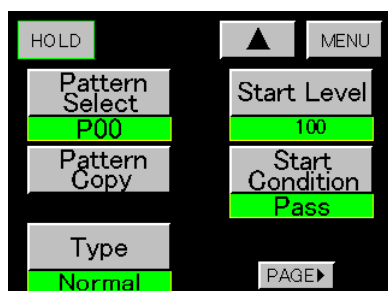 HOLD
▲
MENU
Pattern
Select
P00
Start Level
100
Pattern
Copy
Start
Condition
Pass
Type
Normal
PAGE▶